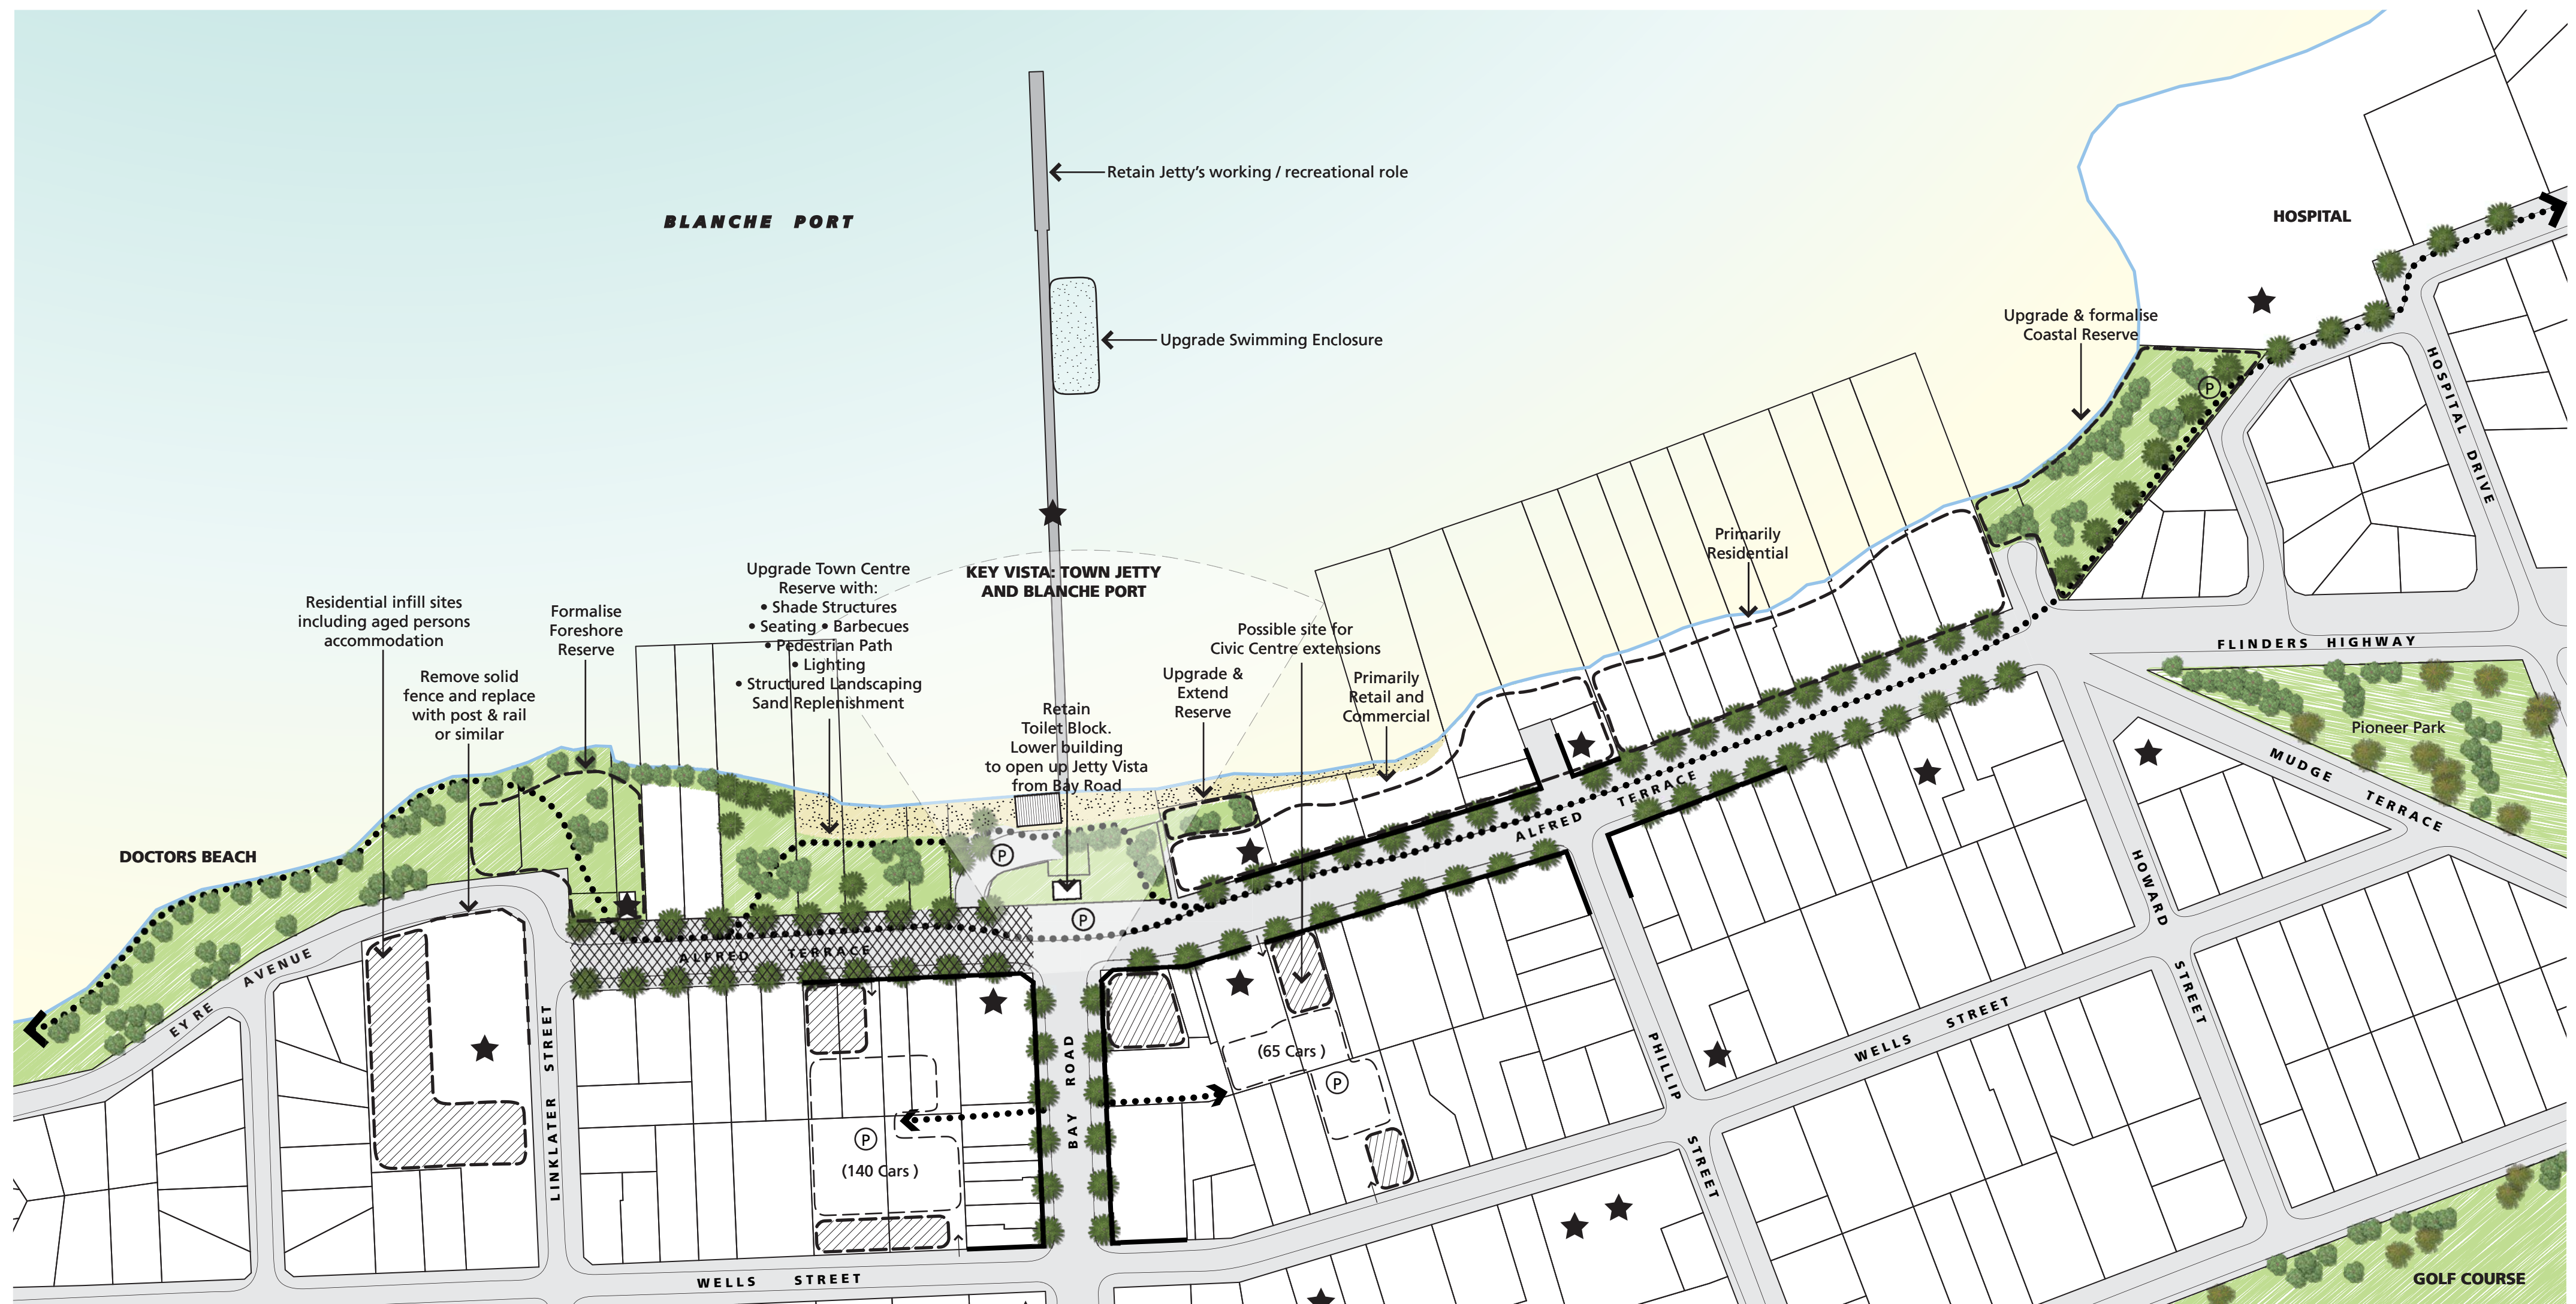 Retain Jetty's working / recreational role
BLANCHE PORT
HOSPITAL
Upgrade Swimming Enclosure
Upgrade & formalise
Coastal Reserve
P
HOSPITAL DRIVE
Primarily
Residential
KEY VISTA: TOWN JETTY
AND BLANCHE PORT
Upgrade Town Centre
Reserve with:
• Shade Structures
• Seating • Barbecues
• Pedestrian Path
• Lighting
• Structured Landscaping
Sand Replenishment
Residential infill sites
including aged persons
accommodation
Formalise
Foreshore
Reserve
Remove solid
fence and replace
with post & rail
or similar
Possible site for
Civic Centre extensions
Upgrade &
Extend
Reserve
Primarily
Retail and
Commercial
Retain
Toilet Block.
Lower building
to open up Jetty Vista
from Bay Road
FLINDERS HIGHWAY
Pioneer Park
MUDGE TERRACE
ALFRED TERRACE
DOCTORS BEACH
P
P
ALFRED TERRACE
EYRE AVENUE
LINKLATER STREET
BAY ROAD
(65 Cars )
P
P
(140 Cars )
PHILLIP STREET
HOWARD STREET
WELLS STREET
WELLS STREET
GOLF COURSE